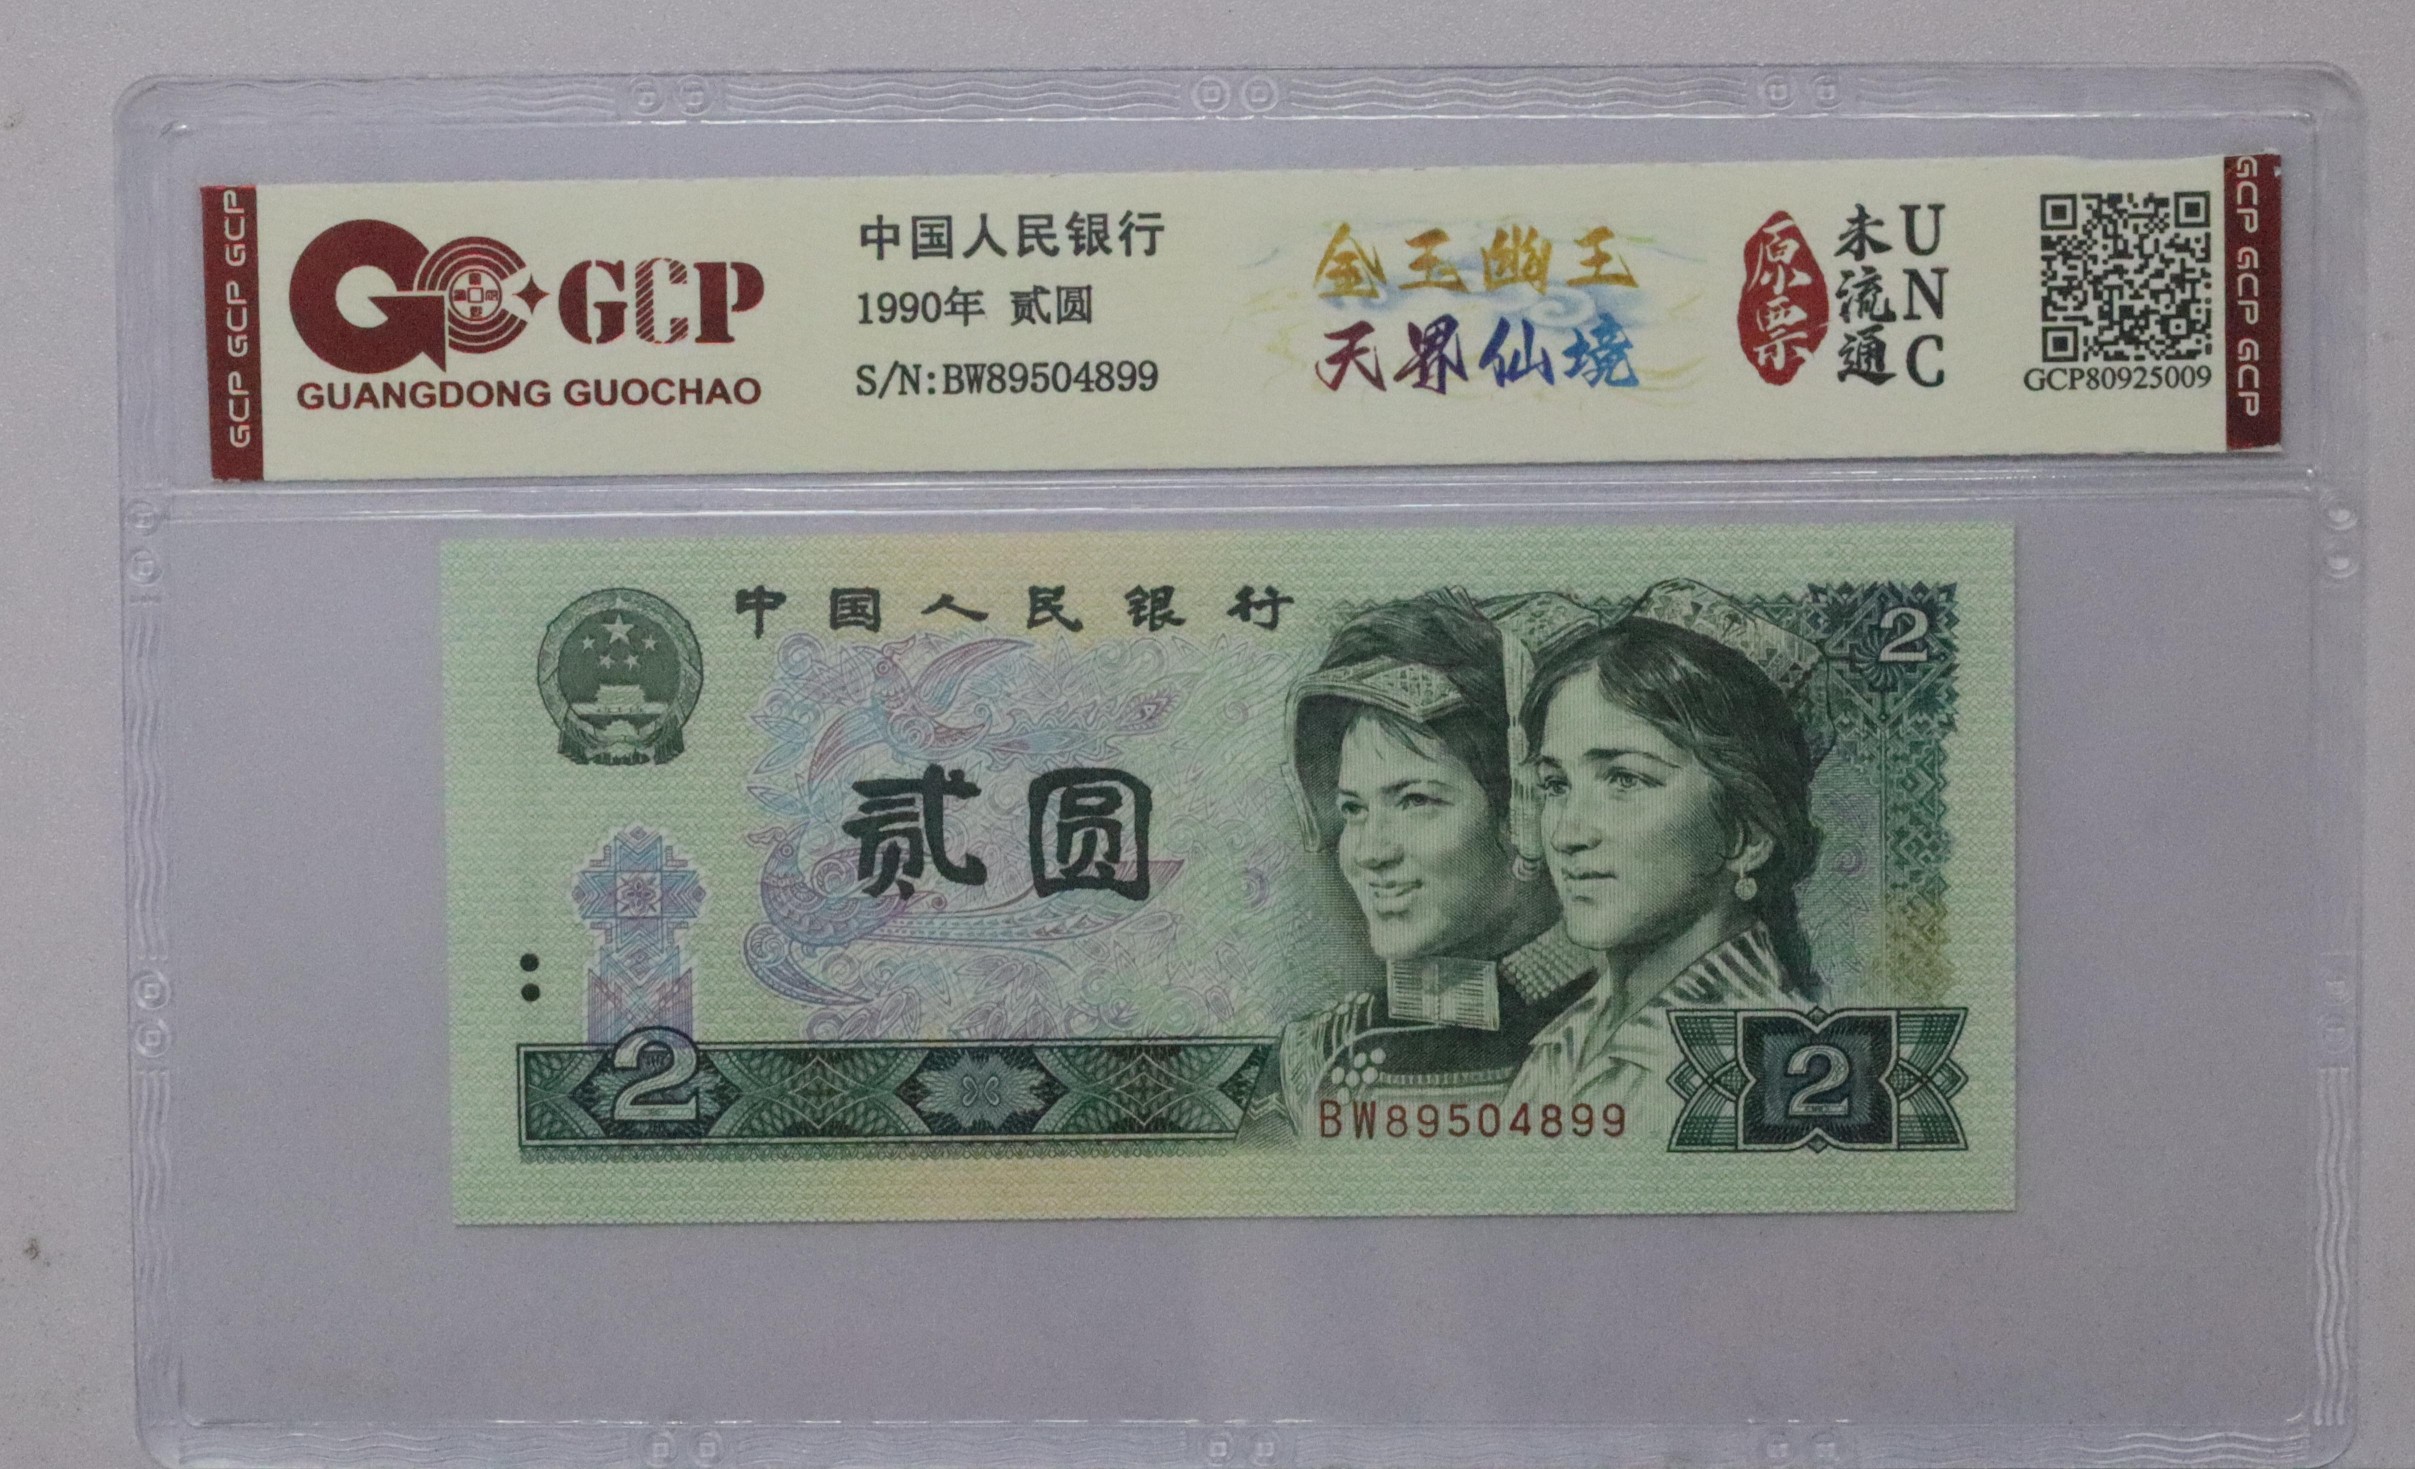 GCP GCP GCP
GCP
GUANGDONG GUOCHAO
中国人民银行
1990年 贰圆
S/N:BW89504899
金玉幽王
天界仙境
原票
未流通
UNC
GCP80925009
GCP GCP GCP
中国人民银行
2
贰圆
2
BW89504899
2